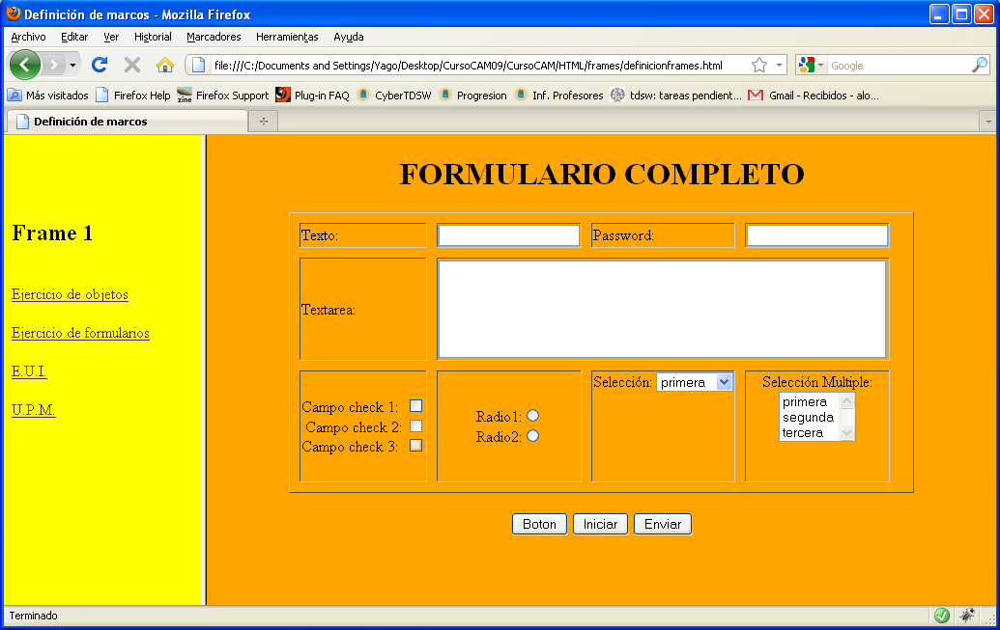 Definición de marcos - Mozilla Firefox
Archivo Editar Ver Historial Marcadores Herramientas Ayuda
file:///C:/Documents and Settings/Yago/Desktop/CursoCAM09/CursoCAM/HTML/frames/definicionframes.html Google
Más visitados Firefox Help zine Firefox Support Plug-in FAQ CyberTDSW Progresion Inf. Profesores tdsw: tareas pendient... Gmail - Recibidos - alo...
Definición de marcos
Frame 1
Ejercicio de objetos
Ejercicio de formularios
E.U.I.
U.P.M.
FORMULARIO COMPLETO
Texto: Password:
Textarea:
Campo check 1:
Campo check 2:
Campo check 3:
Radio1:
Radio2:
Selección: primera
Selección Multiple:
primera
segunda
tercera
Boton Iniciar Enviar
Terminado